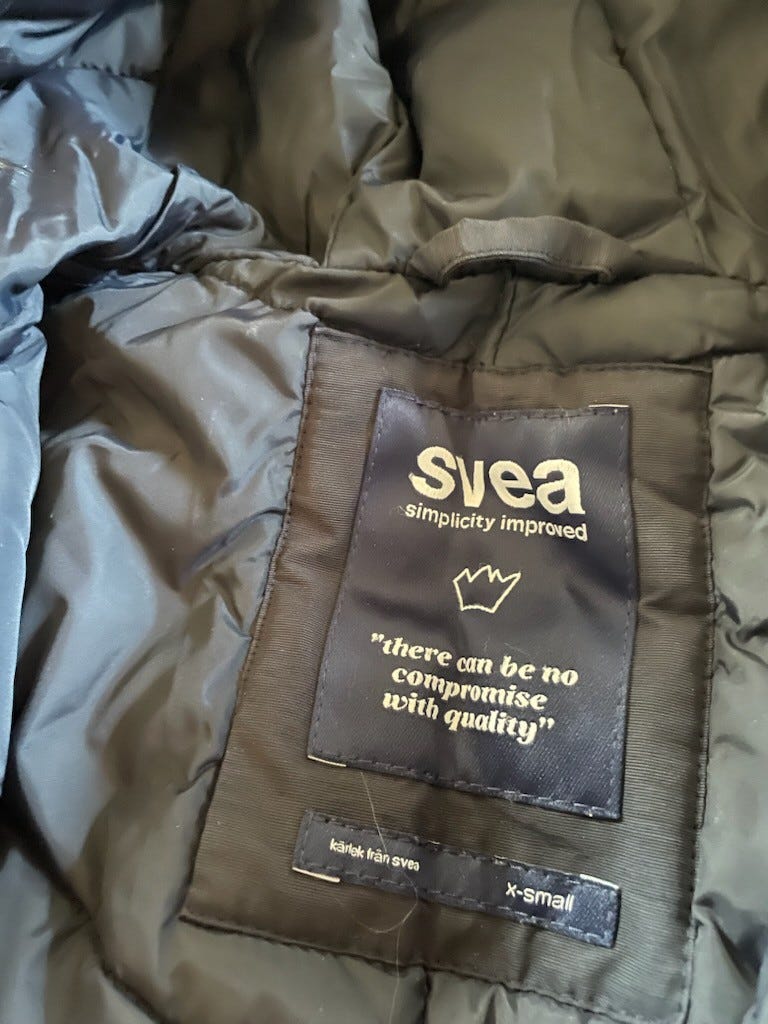 svea
simplicity improved
"there can be no
compromise
with quality"
kärlek från svea
x-small